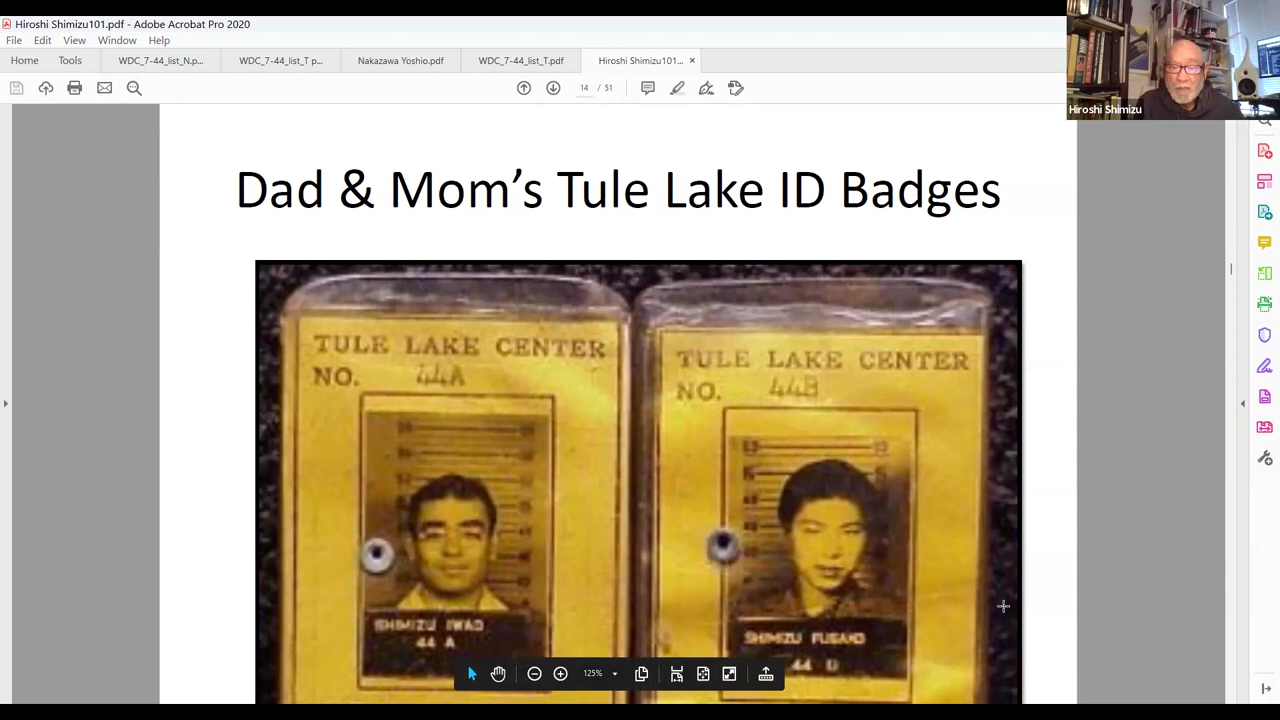 Hiroshi Shimizu101.pdf - Adobe Acrobat Pro 2020
File Edit View Window Help
Home Tools WDC_7-44_list_N.p... WDC_7-44_list_T p... Nakazawa Yoshio.pdf WDC_7-44_list_T.pdf Hiroshi Shimizu101... ×
14 / 51
Hiroshi Shimizu
Dad & Mom's Tule Lake ID Badges
TULE LAKE CENTER
NO. 44A
SHIMIZU IWAO
44 A
TULE LAKE CENTER
NO. 44B
SHIMIZU FUSAKO
44
125%